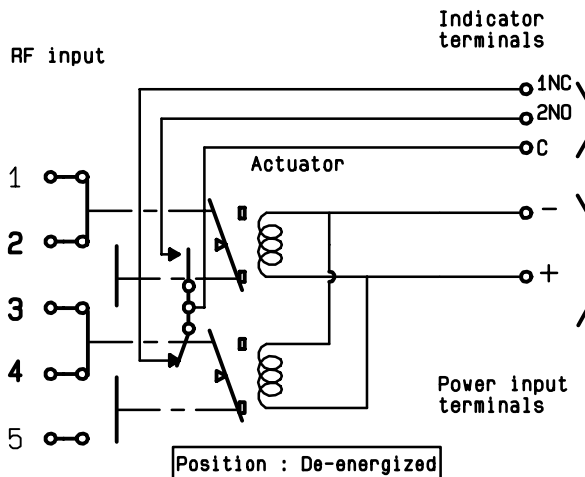 Indicator
terminals
RF input
1NC
2NO
C
Actuator
1
-
2
+
3
4
Power input
terminals
5
Position : De-energized